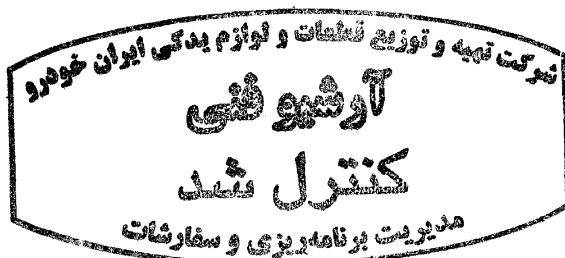 شرکت تهیه و توزیع قطعات و لوازم یدکی ایران خودرو
آرشیو فنی
کنترل شد
مدیریت برنامه‌ریزی و سفارشات